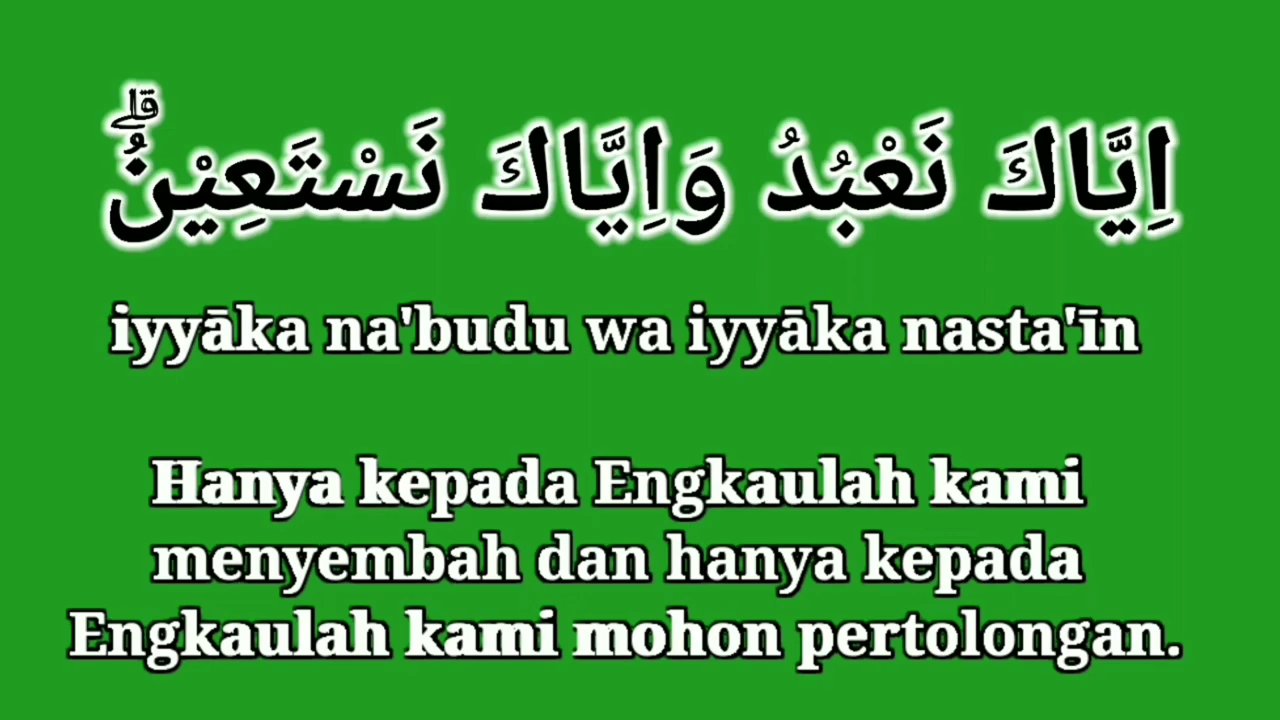 اِيَّاكَ نَعْبُدُ وَاِيَّاكَ نَسْتَعِيْنُۗ
iyyāka na'budu wa iyyāka nasta'īn
Hanya kepada Engkaulah kami
menyembah dan hanya kepada
Engkaulah kami mohon pertolongan.